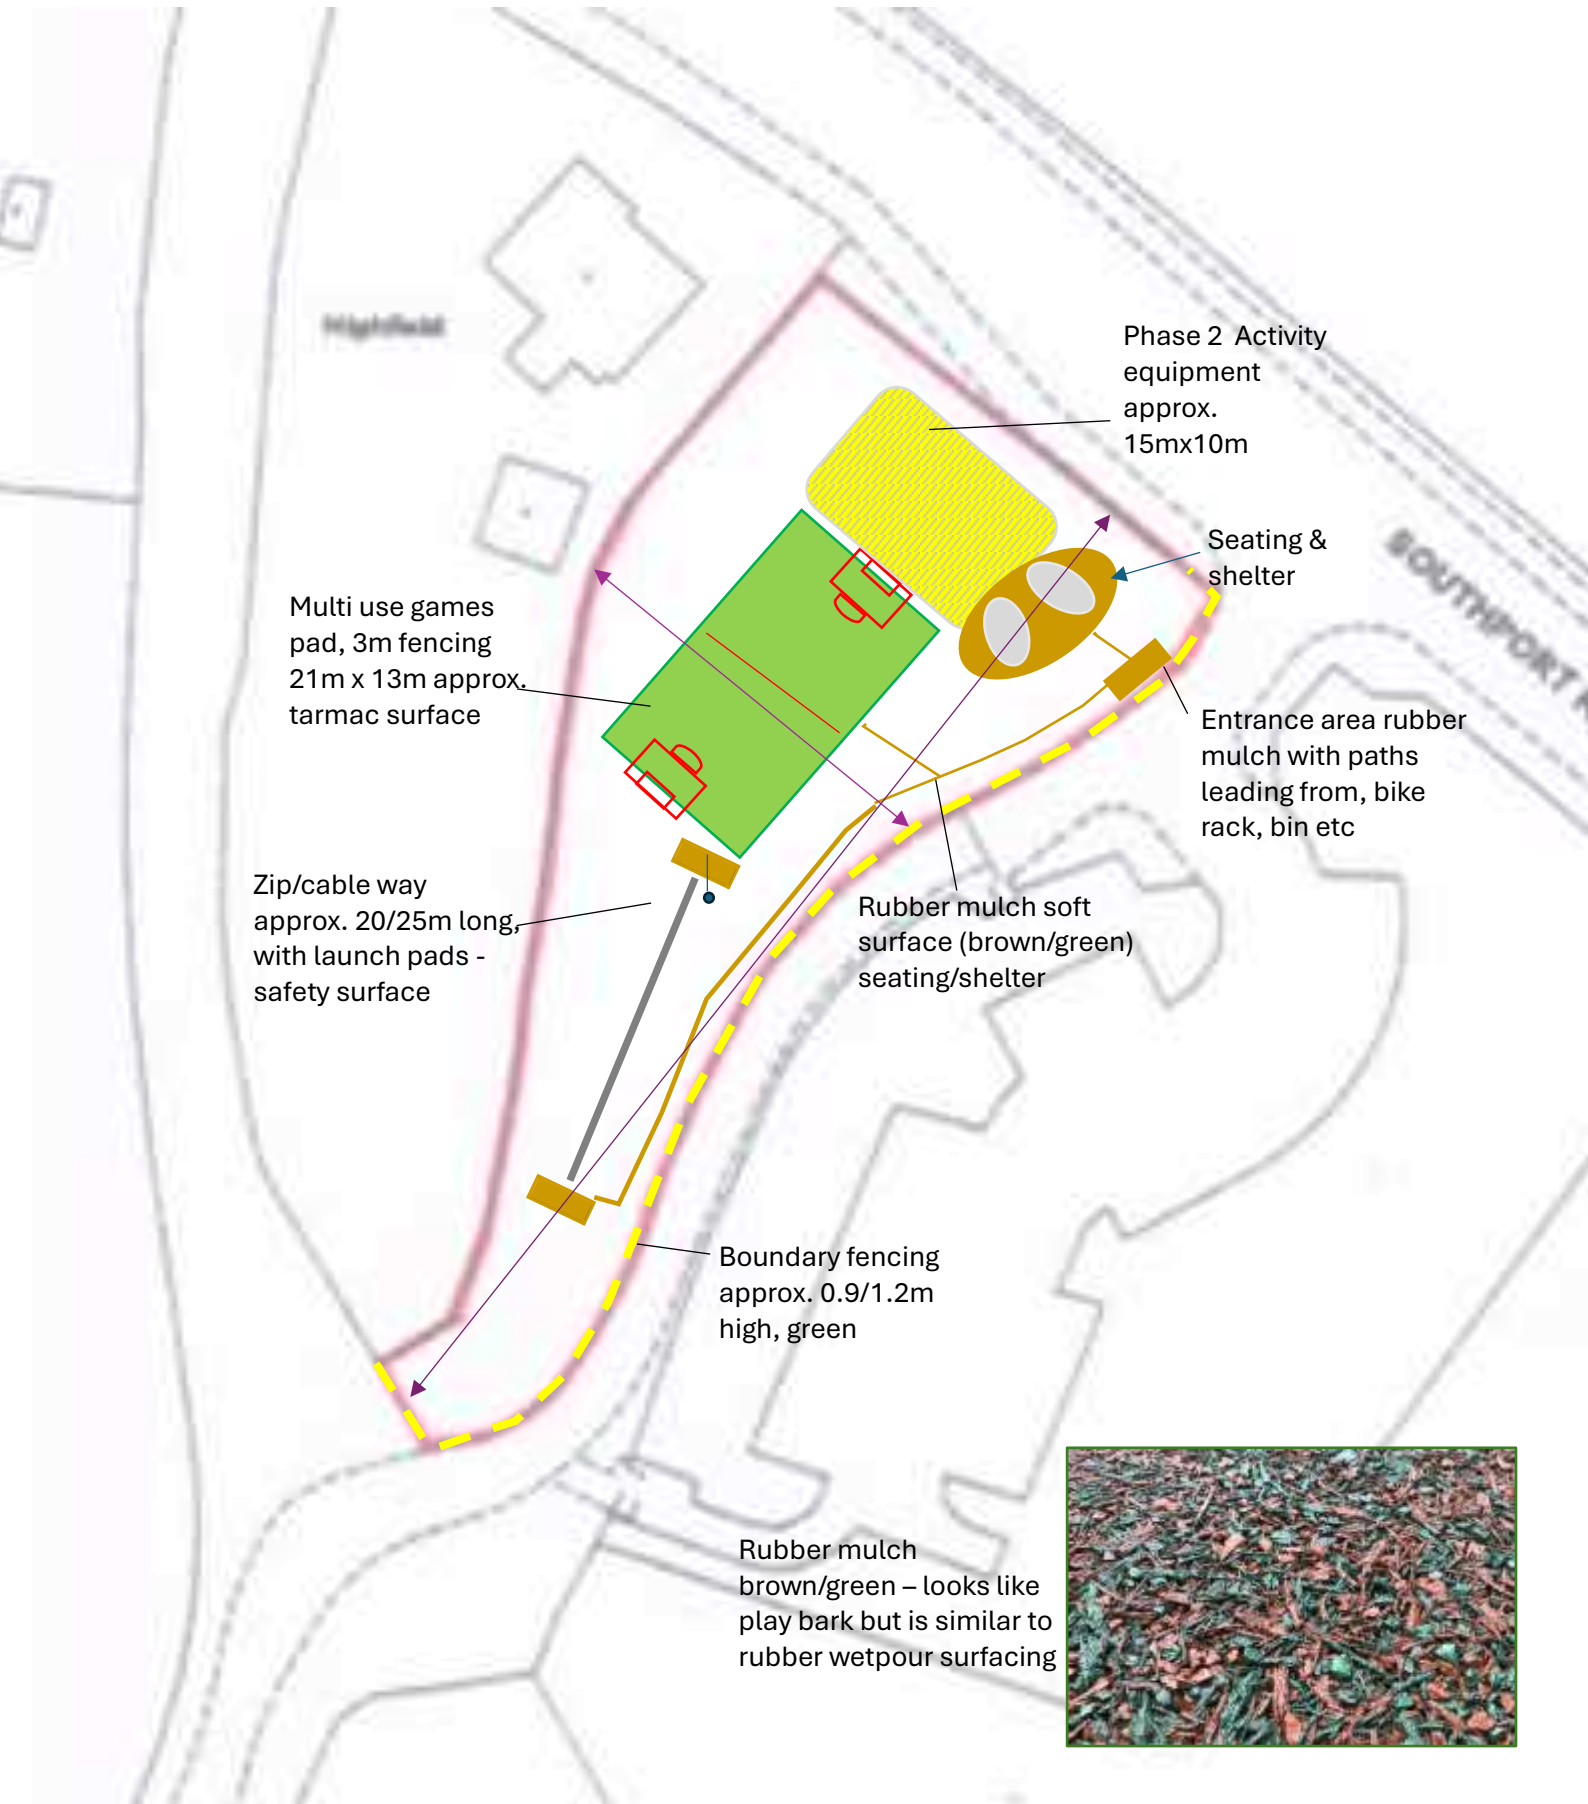 Highfield
Phase 2 Activity
equipment
approx.
15mx10m
SOUTHPORT R
Seating &
shelter
Multi use games
pad, 3m fencing
21m x 13m approx.
tarmac surface
Entrance area rubber
mulch with paths
leading from, bike
rack, bin etc
Zip/cable way
approx. 20/25m long,
with launch pads -
safety surface
Rubber mulch soft
surface (brown/green)
seating/shelter
Boundary fencing
approx. 0.9/1.2m
high, green
Rubber mulch
brown/green – looks like
play bark but is similar to
rubber wetpour surfacing